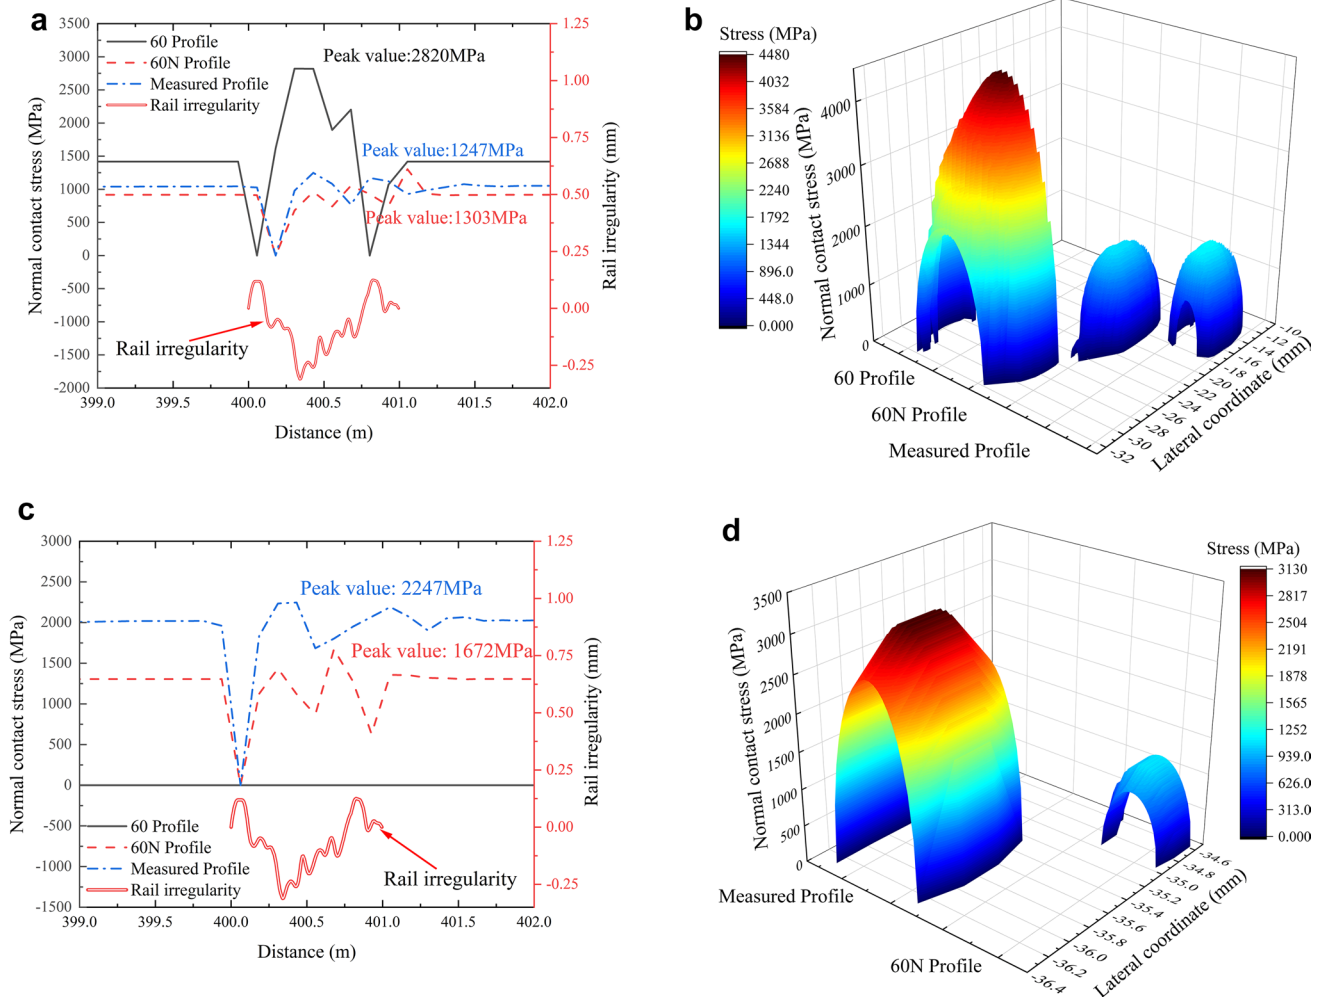 a
3500
3000
2500
2000
1500
1000
500
0
-500
-1000
-1500
-2000
Normal contact stress (MPa)
60 Profile
60N Profile
Measured Profile
Rail irregularity
Peak value:2820MPa
Peak value:1247MPa
Peak value:1303MPa
Rail irregularity
1.25
1.00
0.75
0.50
0.25
0.00
-0.25
Rail irregularity (mm)
399.0 399.5 400.0 400.5 401.0 401.5 402.0
Distance (m)
b
Stress (MPa)
4480
4032
3584
3136
2688
2240
1792
1344
896.0
448.0
0.000
Normal contact stress (MPa)
4000
3000
2000
1000
0
60 Profile
60N Profile
Measured Profile
-10
-12
-14
-16
-18
-20
-22
-24
-26
-28
-30
-32
Lateral coordinate (mm)
c
3000
2500
2000
1500
1000
500
0
-500
-1000
-1500
Normal contact stress (MPa)
Peak value: 2247MPa
Peak value: 1672MPa
60 Profile
60N Profile
Measured Profile
Rail irregularity
Rail irregularity
1.25
1.00
0.75
0.50
0.25
0.00
-0.25
Rail irregularity (mm)
399.0 399.5 400.0 400.5 401.0 401.5 402.0
Distance (m)
d
Stress (MPa)
3130
2817
2504
2191
1878
1565
1252
939.0
626.0
313.0
0.000
Normal contact stress (MPa)
3500
3000
2500
2000
1500
1000
500
0
Measured Profile
60N Profile
-34.6
-34.8
-35.0
-35.2
-35.4
-35.6
-35.8
-36.0
-36.2
-36.4
Lateral coordinate (mm)